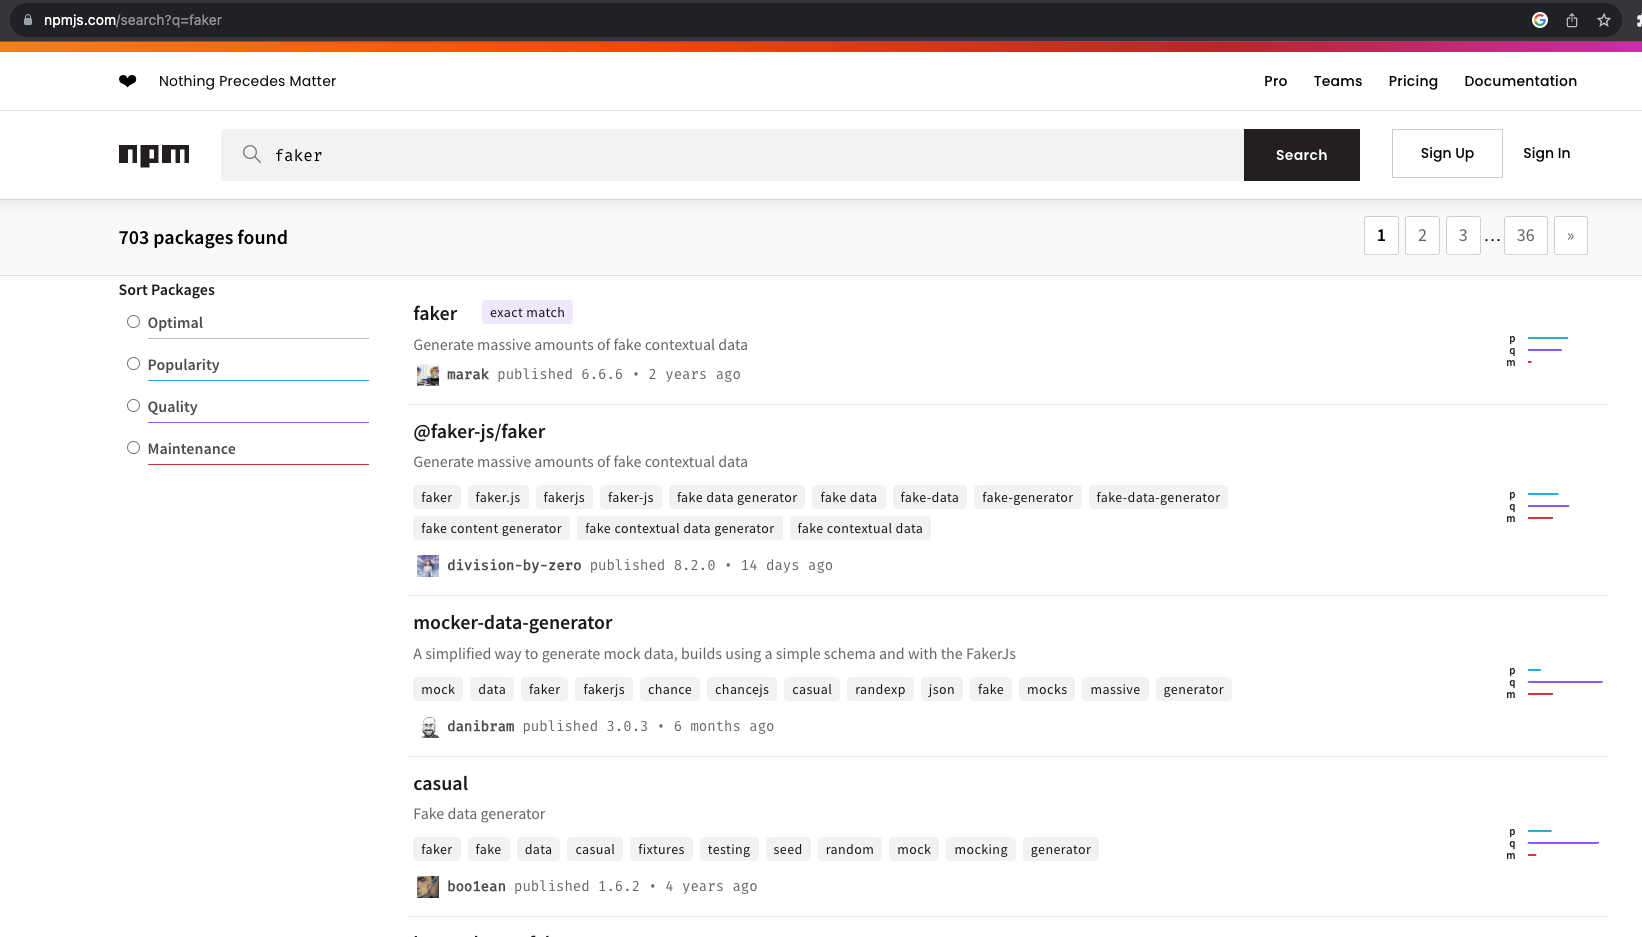 npmjs.com/search?q=faker
Nothing Precedes Matter
Pro Teams Pricing Documentation
npm
faker
Search
Sign Up
Sign In
703 packages found
1 2 3 ... 36 »
Sort Packages
Optimal
Popularity
Quality
Maintenance
faker exact match
Generate massive amounts of fake contextual data
marak published 6.6.6 • 2 years ago
p
q
m
@faker-js/faker
Generate massive amounts of fake contextual data
faker faker.js fakerjs faker-js fake data generator fake data fake-data fake-generator fake-data-generator
fake content generator fake contextual data generator fake contextual data
division-by-zero published 8.2.0 • 14 days ago
p
q
m
mocker-data-generator
A simplified way to generate mock data, builds using a simple schema and with the FakerJs
mock data faker fakerjs chance chancejs casual randexp json fake mocks massive generator
danibram published 3.0.3 • 6 months ago
p
q
m
casual
Fake data generator
faker fake data casual fixtures testing seed random mock mocking generator
boo1ean published 1.6.2 • 4 years ago
p
q
m